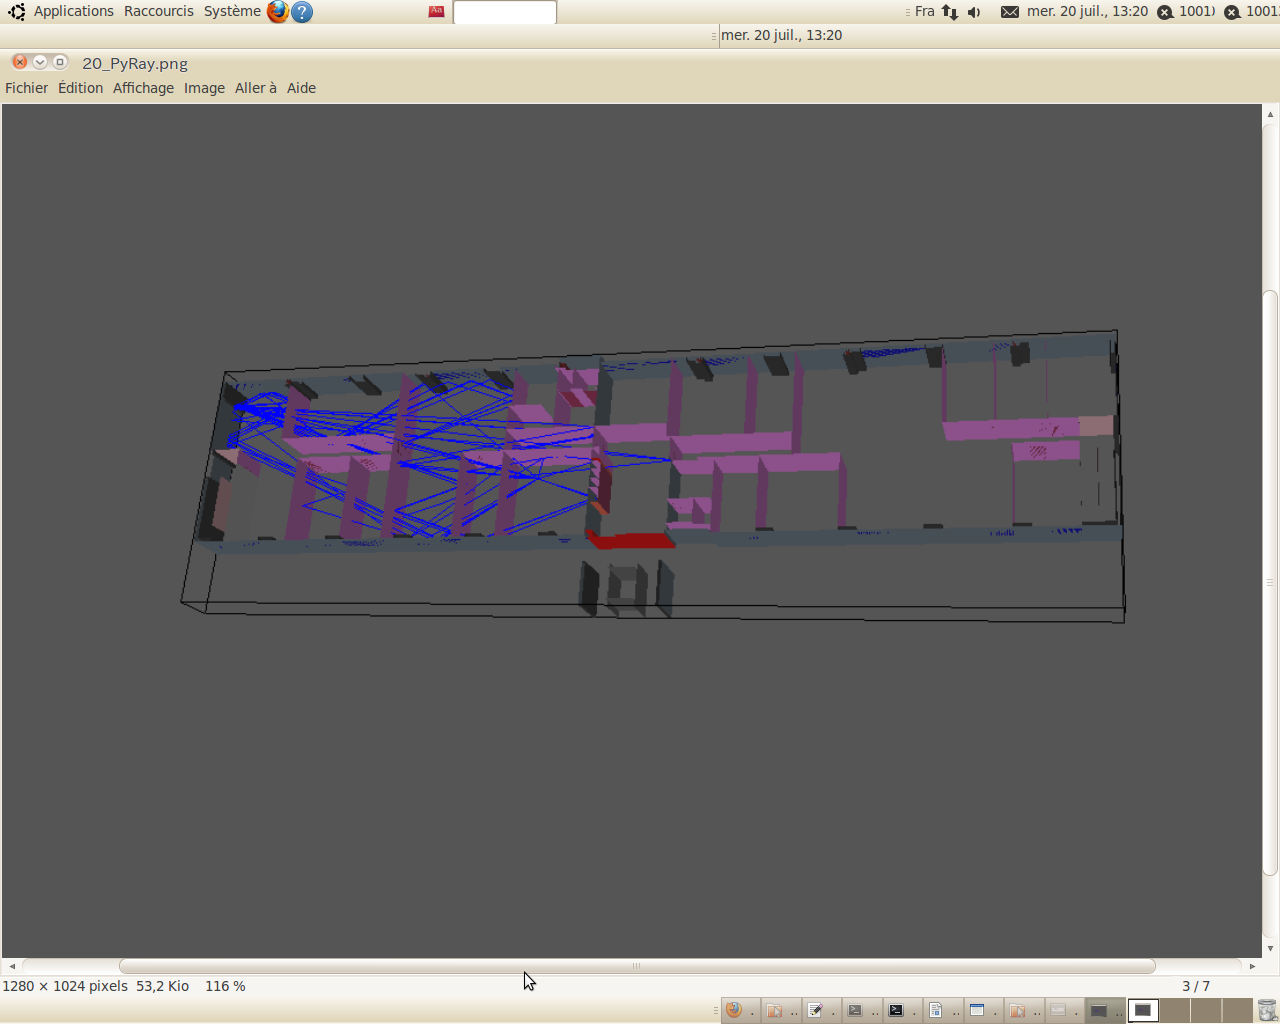 Applications Raccourcis Système ? Aa Fra mer. 20 juil., 13:20 1001) 1001
mer. 20 juil., 13:20
20_PyRay.png
Fichier Édition Affichage Image Aller à Aide
1280 × 1024 pixels 53,2 Kio 116 % 3 / 7
. .. . .. . .. .. .. . ..